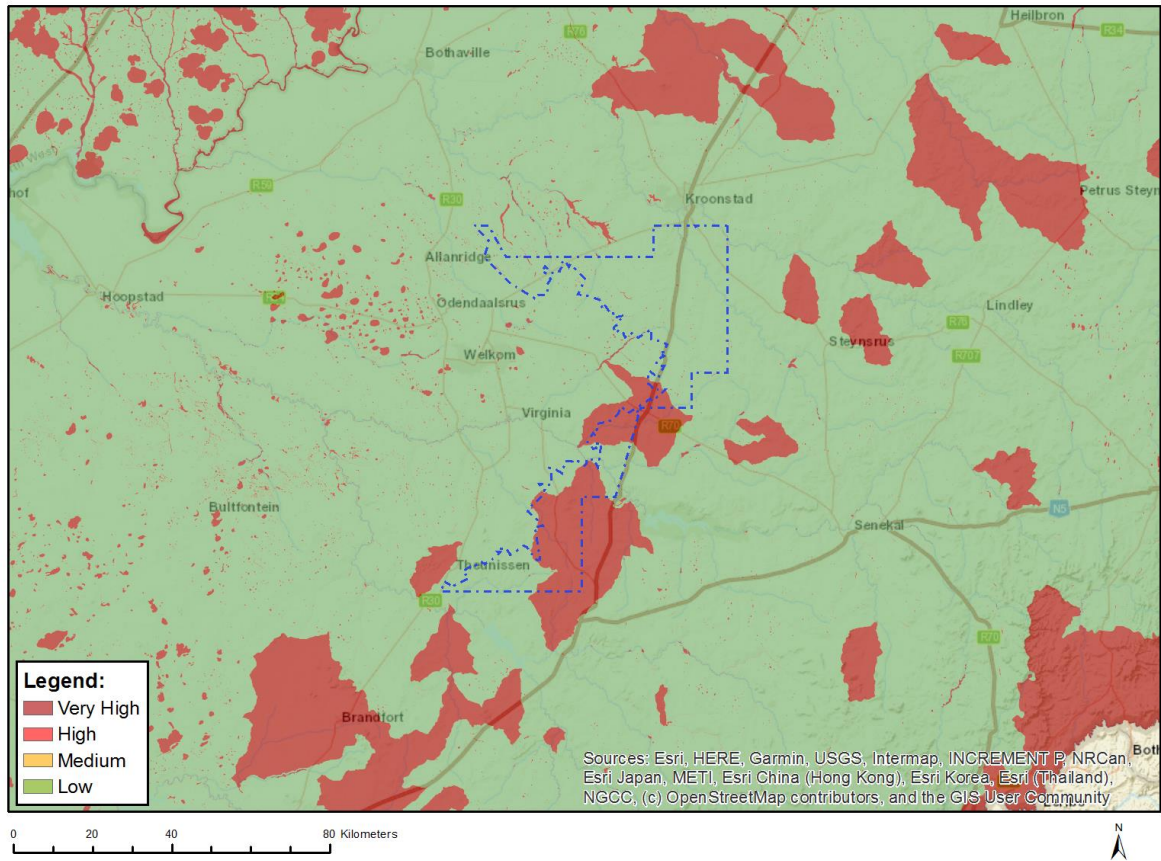 Heilbron
R76
R34
Bothaville
hof
R59
R30
Petrus Steyn
Kroonstad
Allanridge
Hoopstad
Odendaalsrus
Lindley
R76
Steynsrus
Welkom
R707
Virginia
R70
Bultfontein
N5
Senekal
Theunissen
R30
R70
Legend:
Very High
High
Medium
Low
Brandfort
Both
Sources: Esri, HERE, Garmin, USGS, Intermap, INCREMENT P, NRCan,
Esri Japan, METI, Esri China (Hong Kong), Esri Korea, Esri (Thailand),
NGCC, (c) OpenStreetMap contributors, and the GIS User Community
0 20 40 80 Kilometers
N